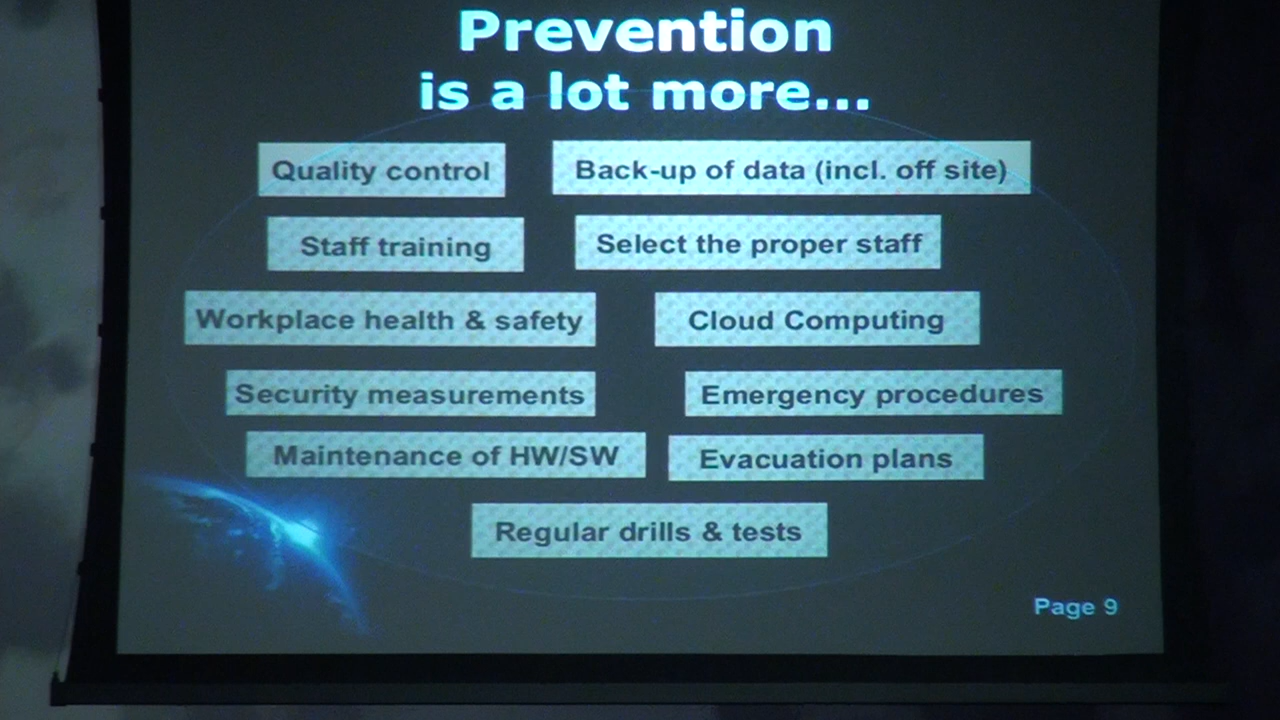 Prevention
is a lot more...
Quality control
Back-up of data (incl. off site)
Staff training
Select the proper staff
Workplace health & safety
Cloud Computing
Security measurements
Emergency procedures
Maintenance of HW/SW
Evacuation plans
Regular drills & tests
Page 9